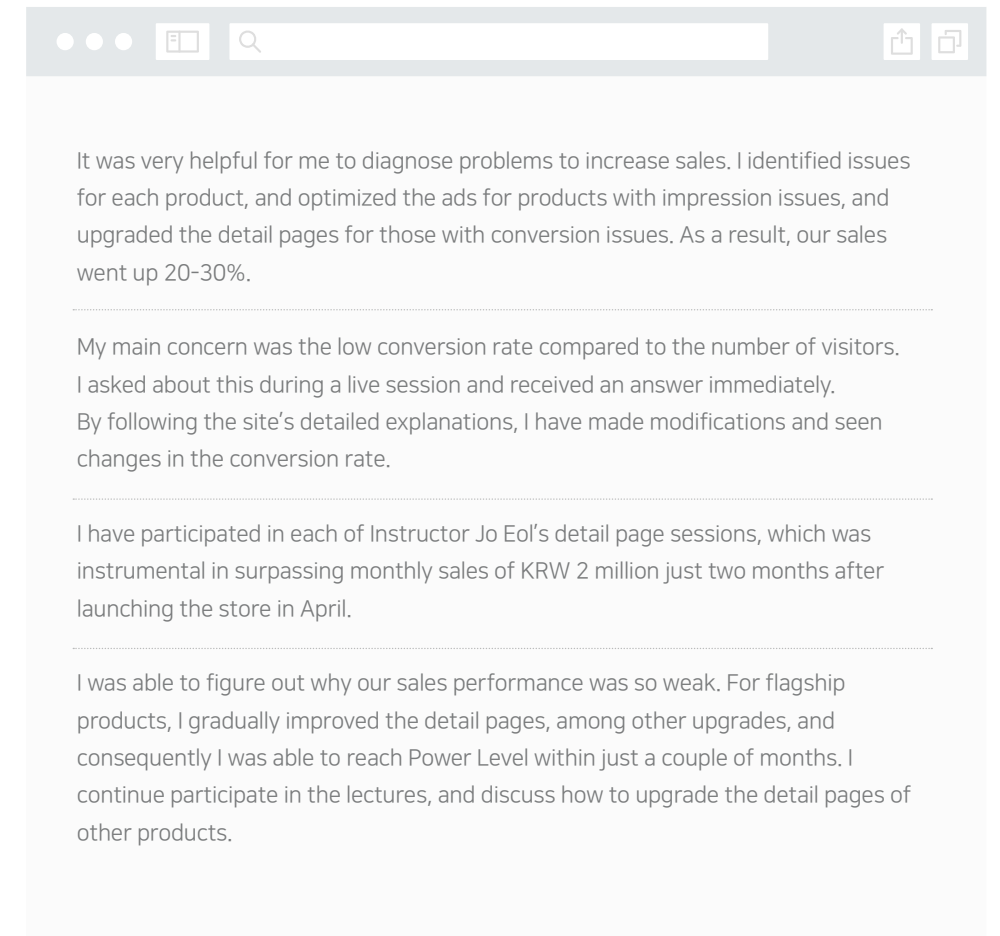 It was very helpful for me to diagnose problems to increase sales. I identified issues
for each product, and optimized the ads for products with impression issues, and
upgraded the detail pages for those with conversion issues. As a result, our sales
went up 20-30%.
My main concern was the low conversion rate compared to the number of visitors.
I asked about this during a live session and received an answer immediately.
By following the site's detailed explanations, I have made modifications and seen
changes in the conversion rate.
I have participated in each of Instructor Jo Eol's detail page sessions, which was
instrumental in surpassing monthly sales of KRW 2 million just two months after
launching the store in April.
I was able to figure out why our sales performance was so weak. For flagship
products, I gradually improved the detail pages, among other upgrades, and
consequently I was able to reach Power Level within just a couple of months. I
continue participate in the lectures, and discuss how to upgrade the detail pages of
other products.